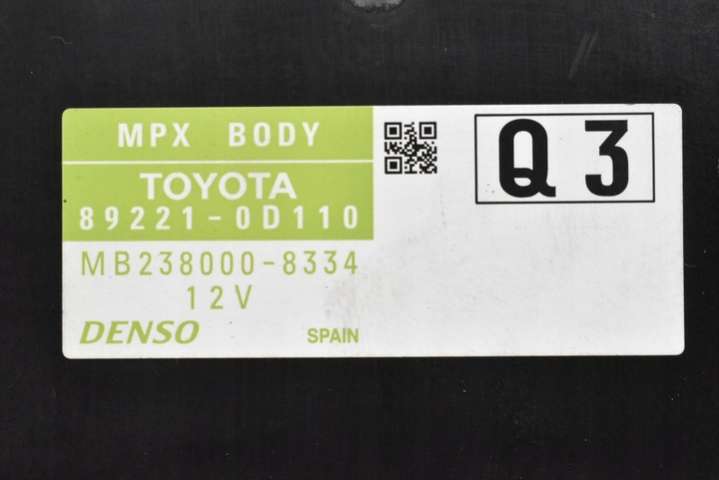 MPX BODY
TOYOTA
89221-0D110
MB238000-8334
12V
DENSO SPAIN
Q3